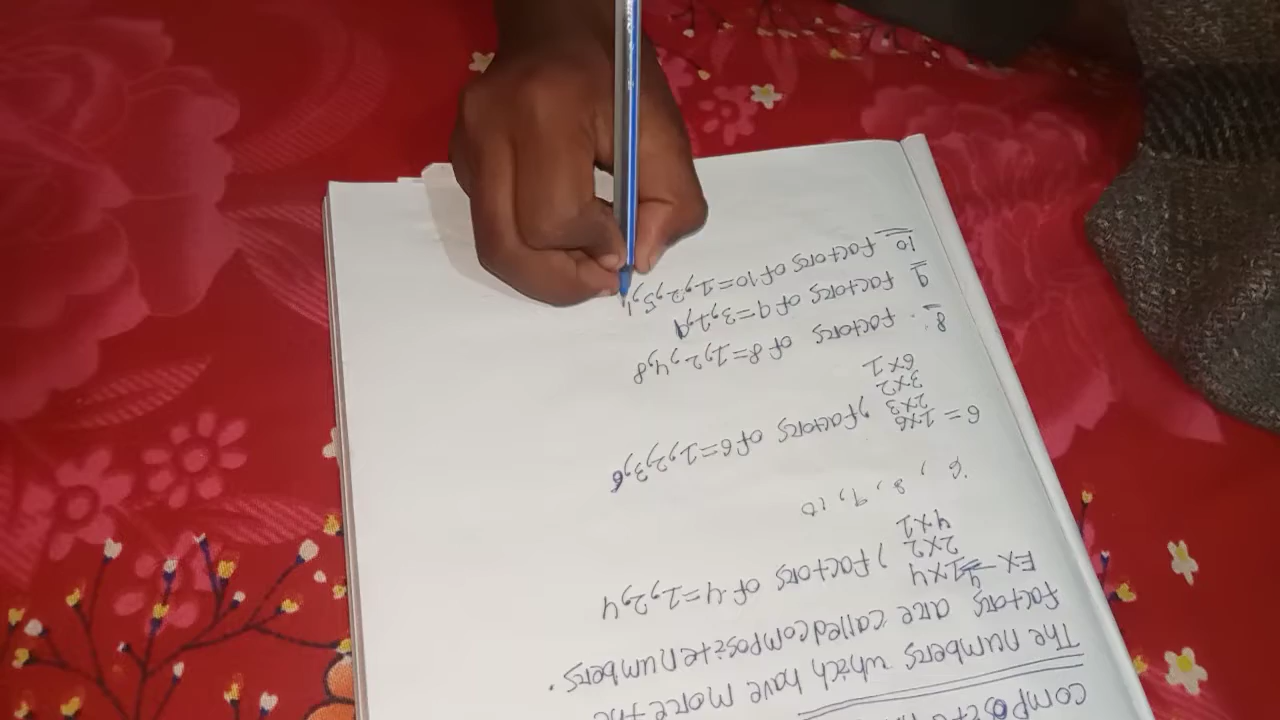 The numbers which have more
factors are called composite numbers.
Ex - 4 1×4
2×2 ) factors of 4=1,2,4
4×1
6, 8, 9, 10
6 = 1×6
2×3 ) factors of 6=1,2,3,6
3×2
6×1
8. factors of 8=1,2,4,8
9 factors of 9=3,1,9
10 factors of 10=1,2,5,1